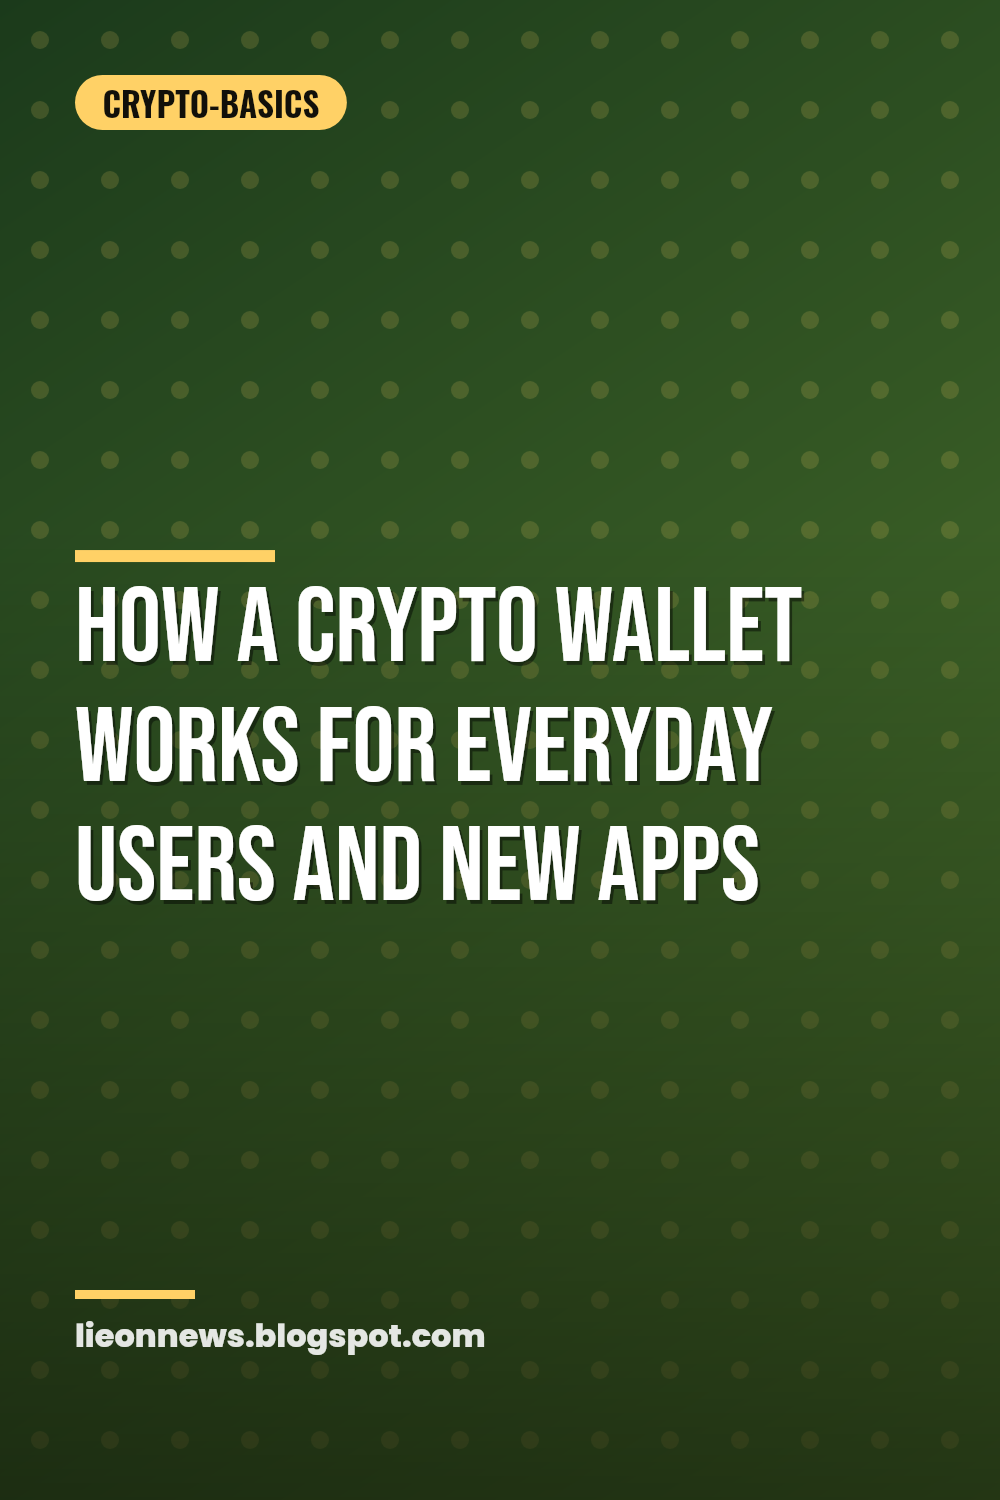 CRYPTO-BASICS
HOW A CRYPTO WALLET
WORKS FOR EVERYDAY
USERS AND NEW APPS
lieonnews.blogspot.com